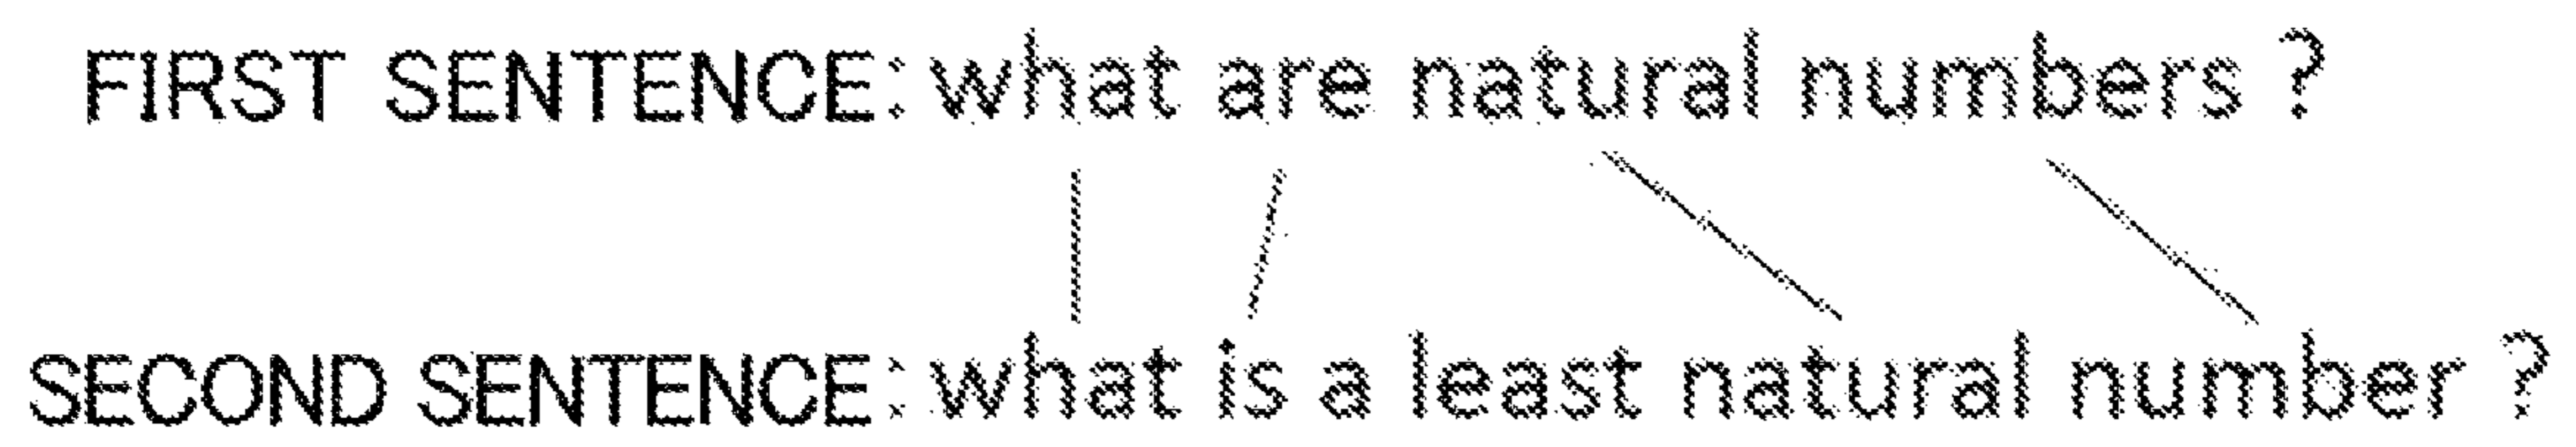 FIRST SENTENCE: what are natural numbers ?
SECOND SENTENCE: what is a least natural number ?